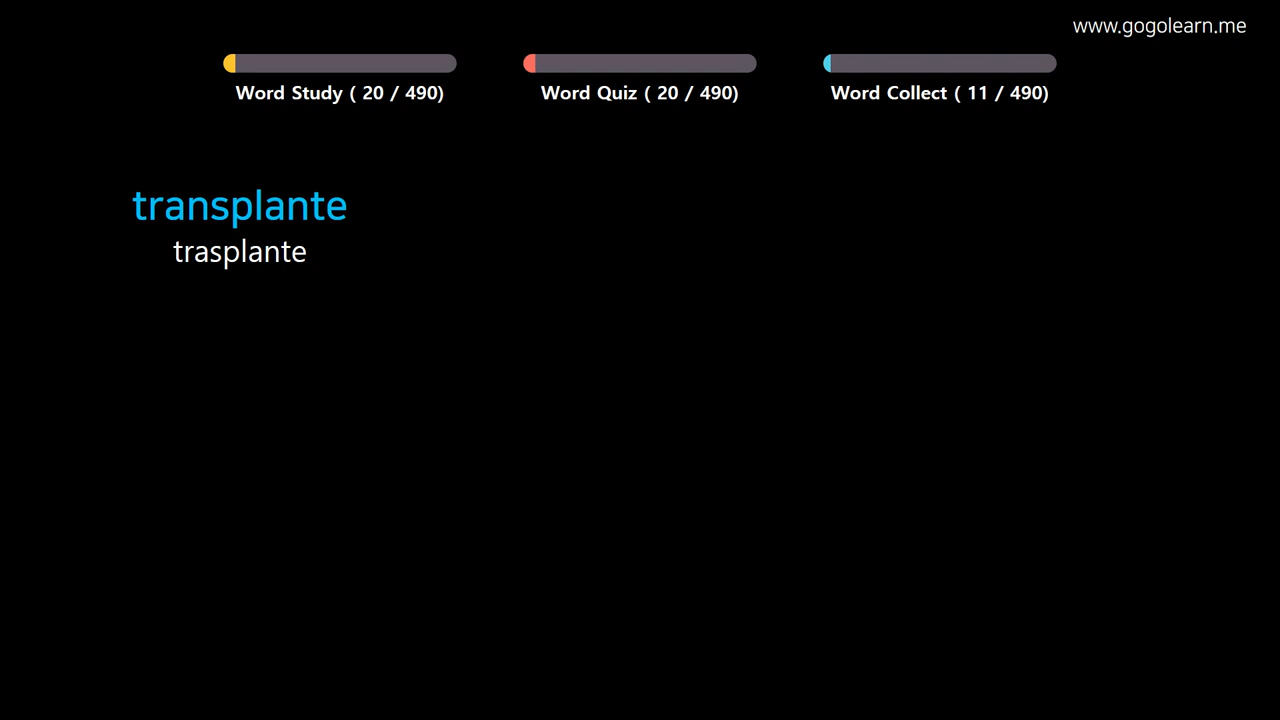 www.gogolearn.me
Word Study ( 20 / 490)
Word Quiz ( 20 / 490)
Word Collect ( 11 / 490)
transplante
trasplante